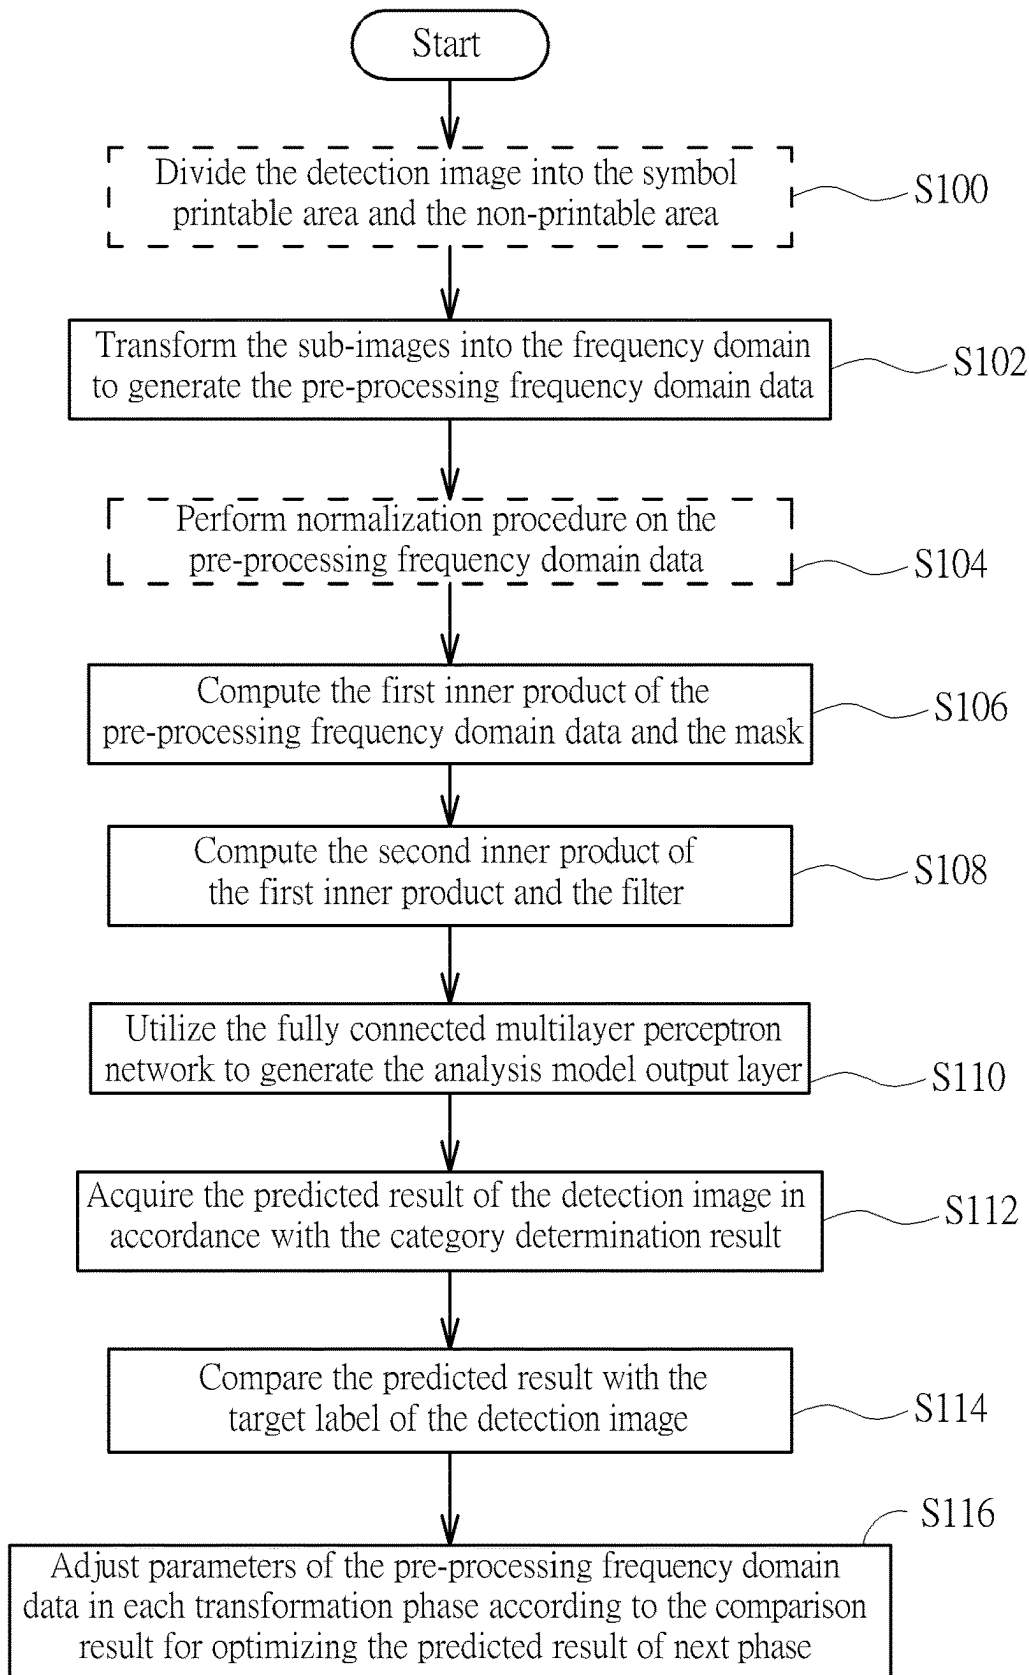 Start
Divide the detection image into the symbol
printable area and the non-printable area
S100
Transform the sub-images into the frequency domain
to generate the pre-processing frequency domain data
S102
Perform normalization procedure on the
pre-processing frequency domain data
S104
Compute the first inner product of the
pre-processing frequency domain data and the mask
S106
Compute the second inner product of
the first inner product and the filter
S108
Utilize the fully connected multilayer perceptron
network to generate the analysis model output layer
S110
Acquire the predicted result of the detection image in
accordance with the category determination result
S112
Compare the predicted result with the
target label of the detection image
S114
S116
Adjust parameters of the pre-processing frequency domain
data in each transformation phase according to the comparison
result for optimizing the predicted result of next phase